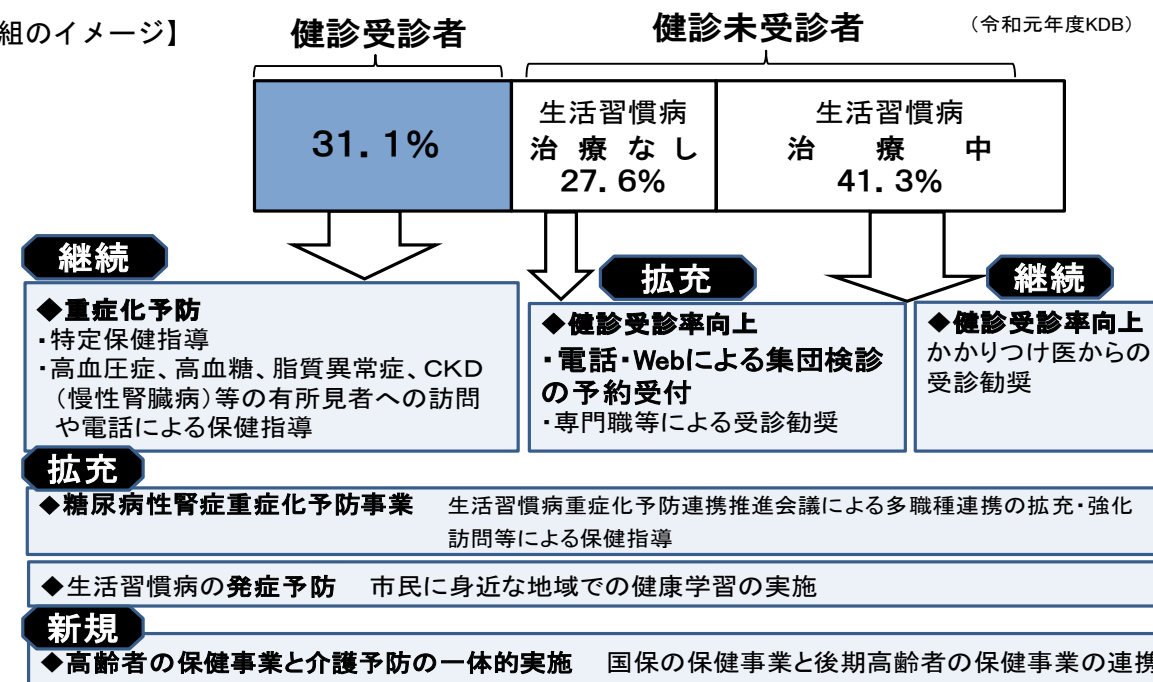 組のイメージ】
健診受診者
健診未受診者
(令和元年度KDB)
31.1%
生活習慣病
治療なし
27.6%
生活習慣病
治療中
41.3%
継続
◆重症化予防
・特定保健指導
・高血圧症、高血糖、脂質異常症、CKD
(慢性腎臓病)等の有所見者への訪問
や電話による保健指導
拡充
◆健診受診率向上
・電話・Webによる集団検診
の予約受付
・専門職等による受診勧奨
継続
◆健診受診率向上
かかりつけ医からの
受診勧奨
拡充
◆糖尿病性腎症重症化予防事業 生活習慣病重症化予防連携推進会議による多職種連携の拡充・強化
訪問等による保健指導
◆生活習慣病の発症予防 市民に身近な地域での健康学習の実施
新規
◆高齢者の保健事業と介護予防の一体的実施 国保の保健事業と後期高齢者の保健事業の連携